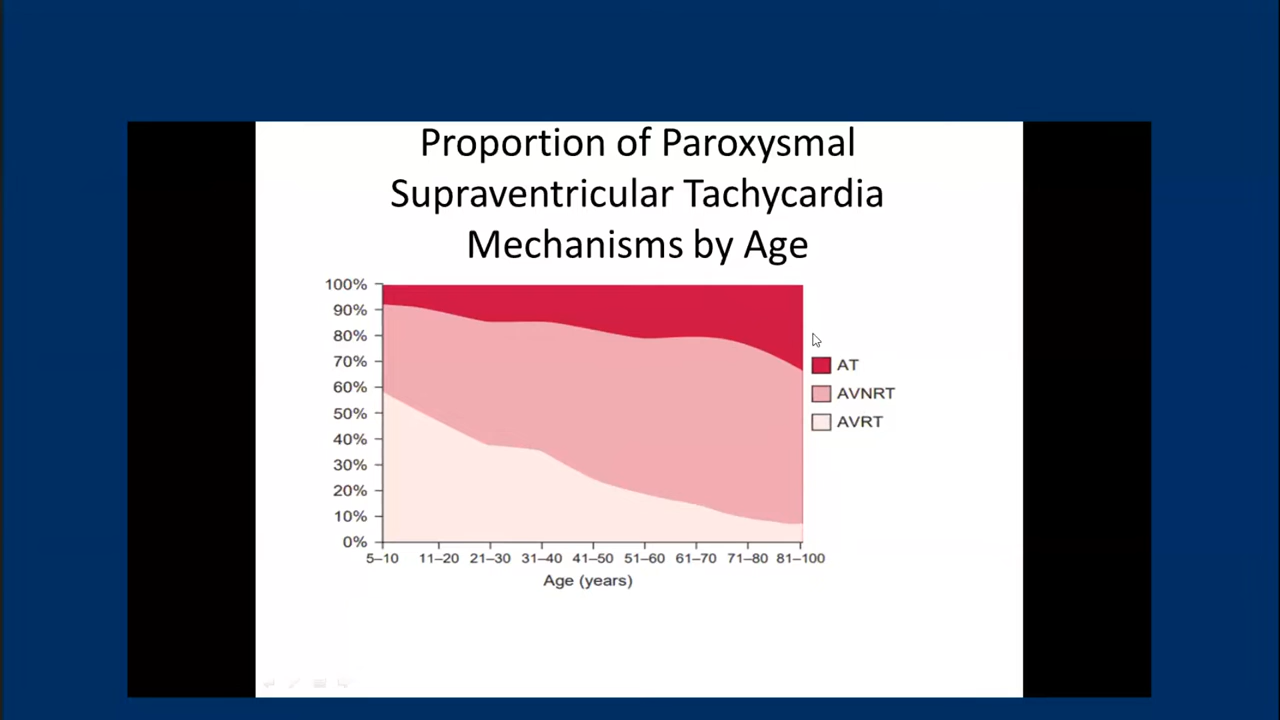 Proportion of Paroxysmal
Supraventricular Tachycardia
Mechanisms by Age
100%
90%
80%
70%
60%
50%
40%
30%
20%
10%
0%
AT
AVNRT
AVRT
5–10 11–20 21–30 31–40 41–50 51–60 61–70 71–80 81–100
Age (years)